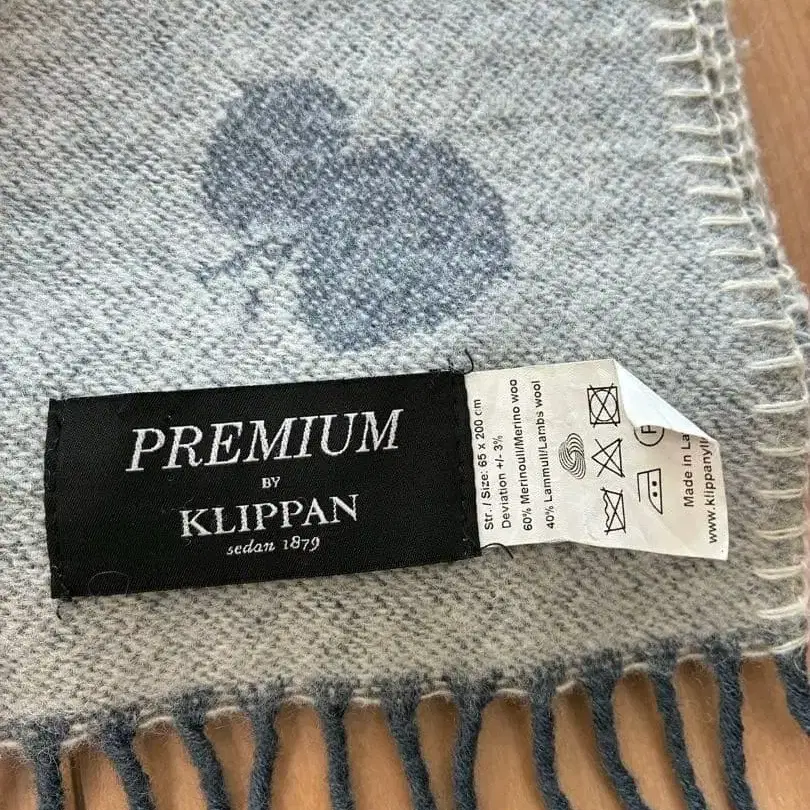 PREMIUM
BY
KLIPPAN
sedan 1879
Str./ Size: 65 x 200 cm
Deviation +/- 3%
60% Merinoull/Merino woo
40% Lammull/Lambs wool
P
Made in La
www.klippanyll